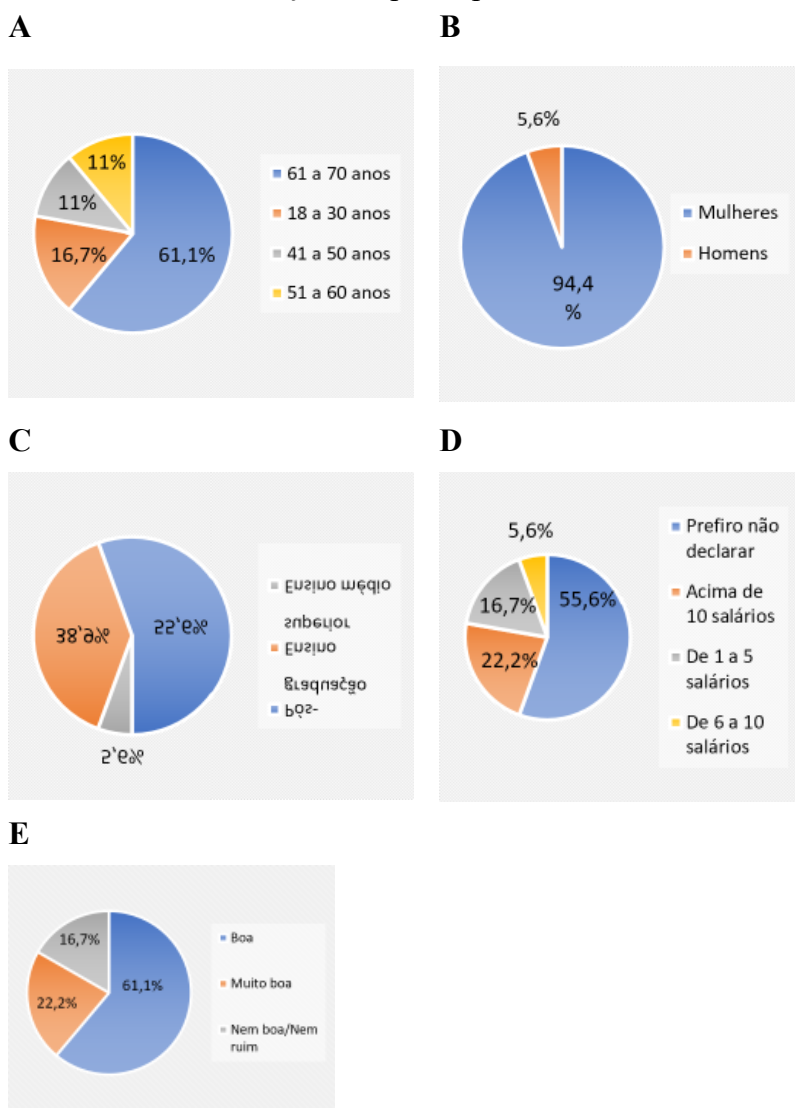 A
B
11%
11%
16,7%
61,1%
61 a 70 anos
18 a 30 anos
41 a 50 anos
51 a 60 anos
5,6%
94,4
%
Mulheres
Homens
C
D
38,9%
55,6%
5,6%
Ensino médio
superior
Ensino
graduação
Pós-
5,6%
16,7%
55,6%
22,2%
Prefiro não
declarar
Acima de
10 salários
De 1 a 5
salários
De 6 a 10
salários
E
16,7%
61,1%
22,2%
Boa
Muito boa
Nem boa/Nem
ruim